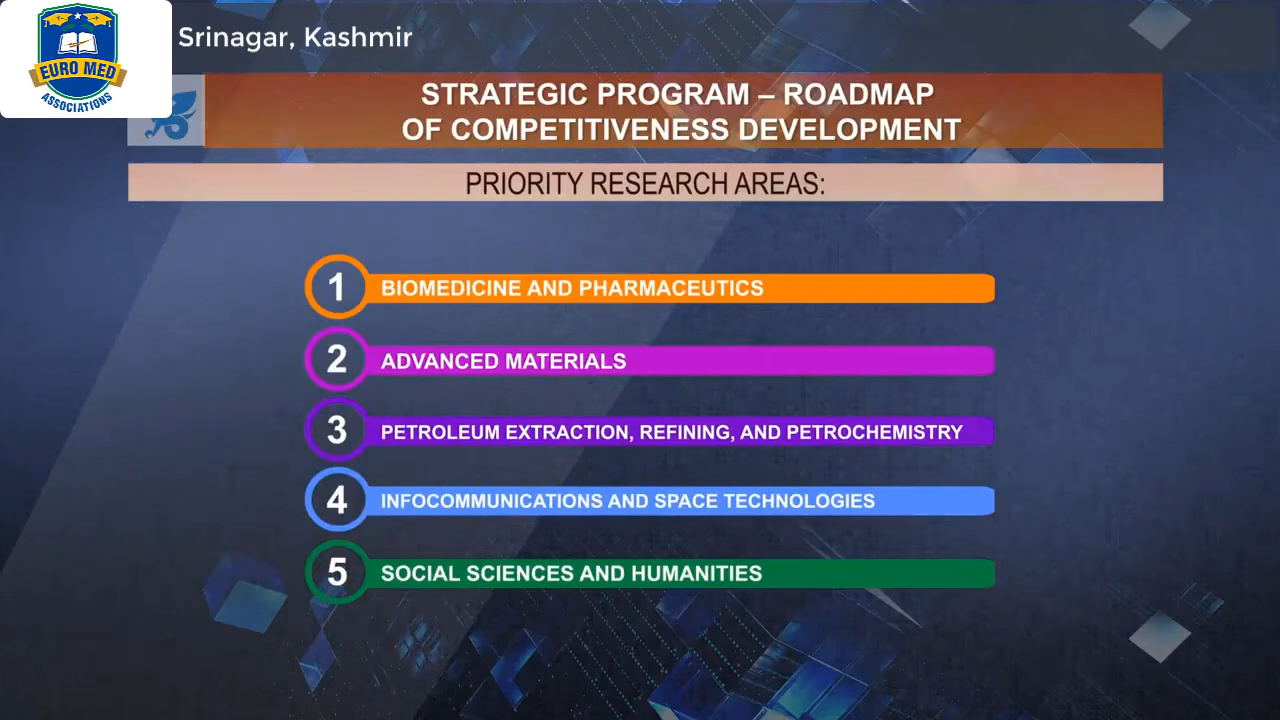 Srinagar, Kashmir
EURO MED
ASSOCIATIONS
STRATEGIC PROGRAM – ROADMAP
OF COMPETITIVENESS DEVELOPMENT
PRIORITY RESEARCH AREAS:
1 BIOMEDICINE AND PHARMACEUTICS
2 ADVANCED MATERIALS
3 PETROLEUM EXTRACTION, REFINING, AND PETROCHEMISTRY
4 INFOCOMMUNICATIONS AND SPACE TECHNOLOGIES
5 SOCIAL SCIENCES AND HUMANITIES